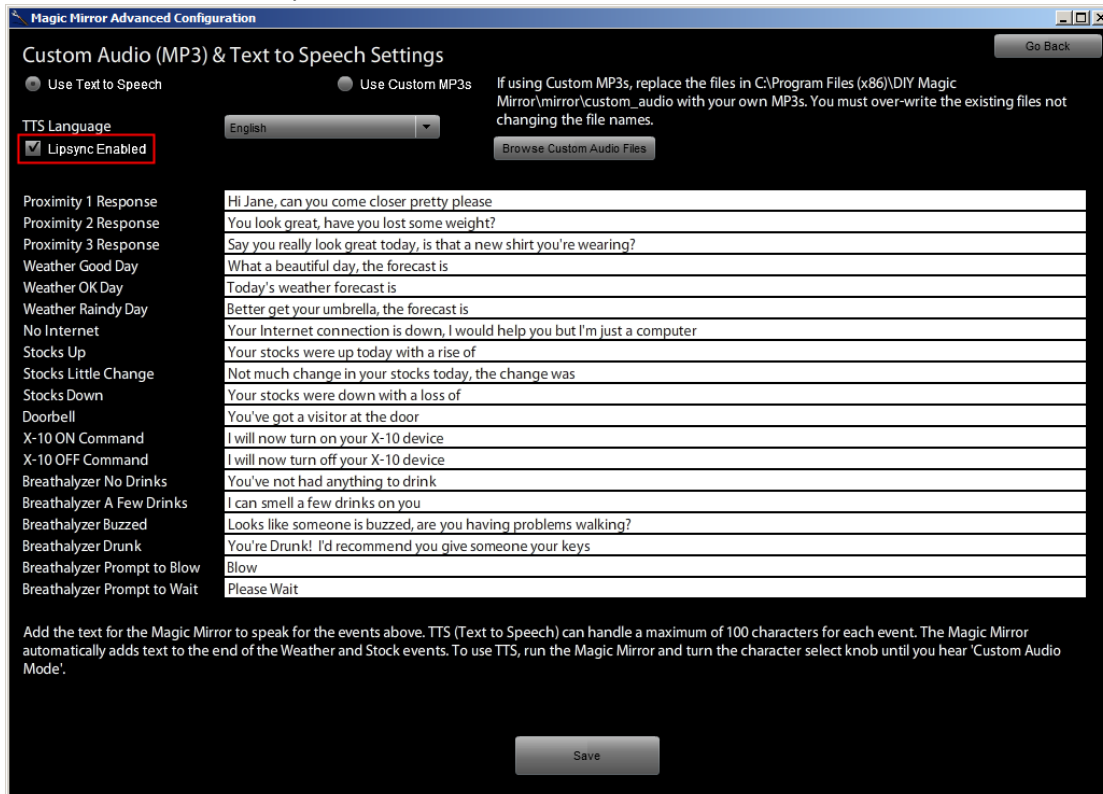 Magic Mirror Advanced Configuration
Custom Audio (MP3) & Text to Speech Settings
Go Back
Use Text to Speech
Use Custom MP3s
If using Custom MP3s, replace the files in C:\Program Files (x86)\DIY Magic
Mirror\mirror\custom_audio with your own MP3s. You must over-write the existing files not
changing the file names.
TTS Language
English
Lipsync Enabled
Browse Custom Audio Files
Proximity 1 Response Hi Jane, can you come closer pretty please
Proximity 2 Response You look great, have you lost some weight?
Proximity 3 Response Say you really look great today, is that a new shirt you're wearing?
Weather Good Day What a beautiful day, the forecast is
Weather OK Day Today's weather forecast is
Weather Raindy Day Better get your umbrella, the forecast is
No Internet Your Internet connection is down, I would help you but I'm just a computer
Stocks Up Your stocks were up today with a rise of
Stocks Little Change Not much change in your stocks today, the change was
Stocks Down Your stocks were down with a loss of
Doorbell You've got a visitor at the door
X-10 ON Command I will now turn on your X-10 device
X-10 OFF Command I will now turn off your X-10 device
Breathalyzer No Drinks You've not had anything to drink
Breathalyzer A Few Drinks I can smell a few drinks on you
Breathalyzer Buzzed Looks like someone is buzzed, are you having problems walking?
Breathalyzer Drunk You're Drunk! I'd recommend you give someone your keys
Breathalyzer Prompt to Blow Blow
Breathalyzer Prompt to Wait Please Wait
Add the text for the Magic Mirror to speak for the events above. TTS (Text to Speech) can handle a maximum of 100 characters for each event. The Magic Mirror
automatically adds text to the end of the Weather and Stock events. To use TTS, run the Magic Mirror and turn the character select knob until you hear 'Custom Audio
Mode'.
Save